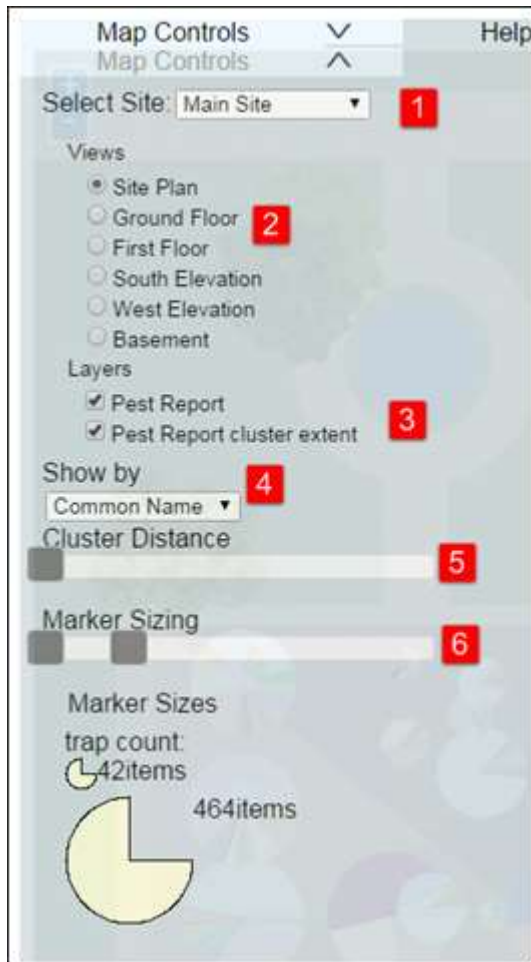 Map Controls Help
Map Controls
Select Site: Main Site 1
Views
Site Plan
Ground Floor 2
First Floor
South Elevation
West Elevation
Basement
Layers
Pest Report
Pest Report cluster extent 3
Show by 4
Common Name
Cluster Distance
5
Marker Sizing
6
Marker Sizes
trap count:
42items
464items